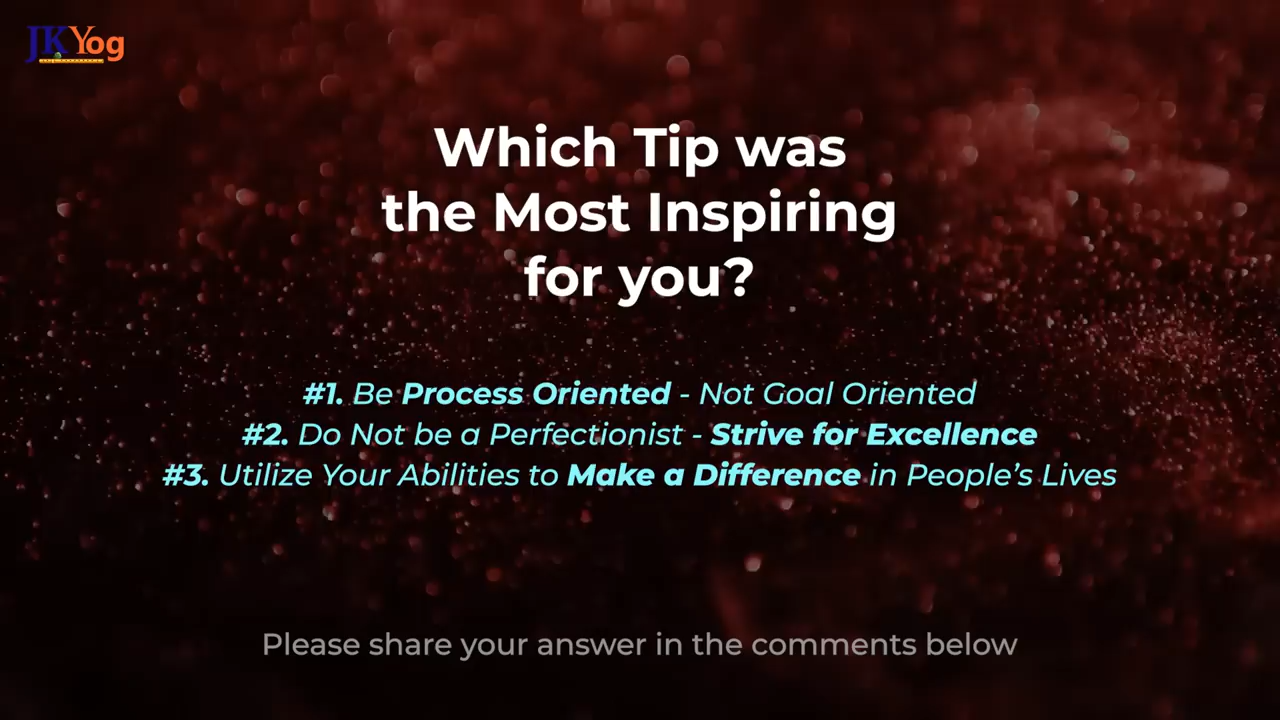 JKYog
Which Tip was
the Most Inspiring
for you?
#1. Be Process Oriented - Not Goal Oriented
#2. Do Not be a Perfectionist - Strive for Excellence
#3. Utilize Your Abilities to Make a Difference in People’s Lives
Please share your answer in the comments below